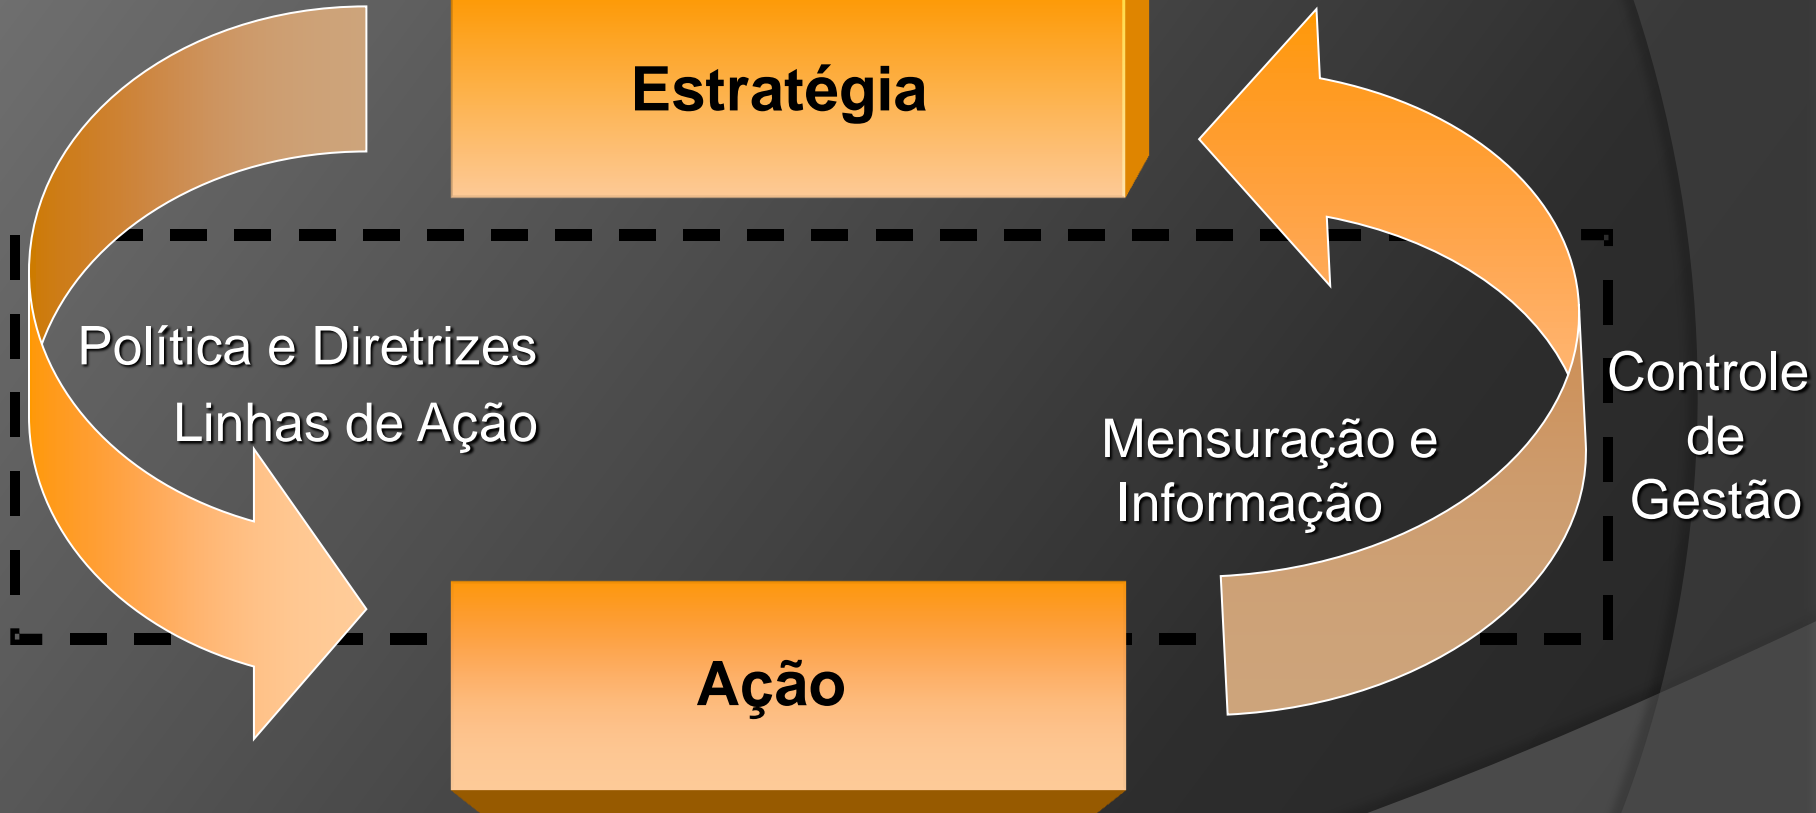 Estratégia
Política e Diretrizes
Linhas de Ação
Mensuração e
Informação
Controle
de
Gestão
Ação